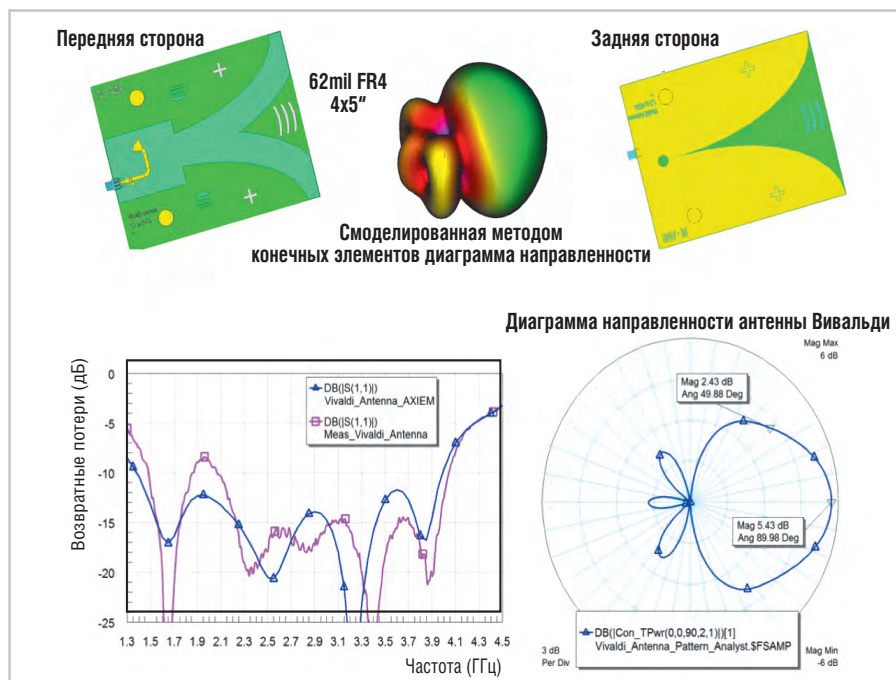 Передняя сторона
62mil FR4
4x5"
Задняя сторона
Смоделированная методом
конечных элементов диаграмма направленности
Возвратные потери (дБ)
0
-5
-10
-15
-20
-25
DB(|S(1,1)|)
Vivaldi_Antenna_AXIEM
DB(|S(1,1)|)
Meas_Vivaldi_Antenna
1.3 1.5 1.7 1.9 2.1 2.3 2.5 2.7 2.9 3.1 3.3 3.5 3.7 3.9 4.1 4.3 4.5
Частота (ГГц)
Диаграмма направленности антенны Вивальди
Mag Max
6 dB
Mag 2.43 dB
Ang 49.88 Deg
Mag 5.43 dB
Ang 89.98 Deg
DB(|Con_TPwr(0,0,90,2,1)|)[1]
Vivaldi_Antenna_Pattern_Analyst.$FSAMP
3 dB
Per Div
Mag Min
-6 dB